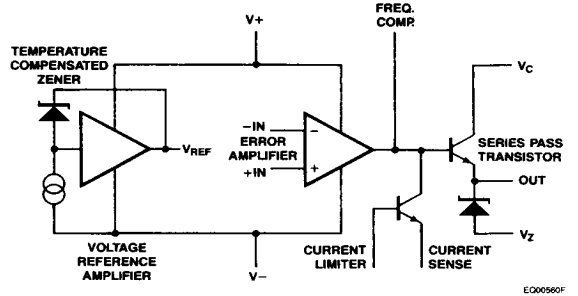 FREQ.
COMP.
V+
TEMPERATURE
COMPENSATED
ZENER
VC
–IN
ERROR
AMPLIFIER
+IN
VREF
SERIES PASS
TRANSISTOR
OUT
VZ
VOLTAGE
REFERENCE
AMPLIFIER
V–
CURRENT
LIMITER
CURRENT
SENSE
–
+
EQ00560F